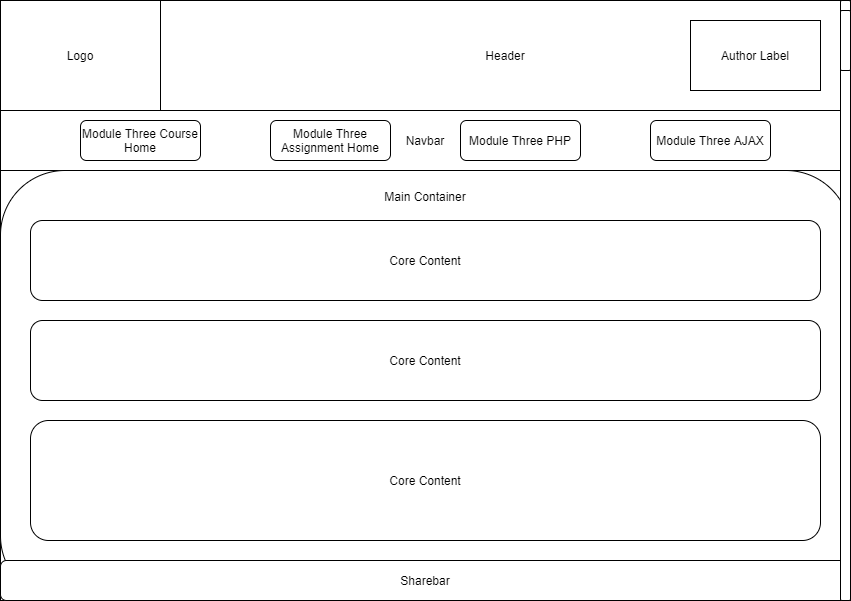 Logo
Header
Author Label
Module Three Course
Home
Module Three
Assignment Home
Navbar
Module Three PHP
Module Three AJAX
Main Container
Core Content
Core Content
Core Content
Sharebar